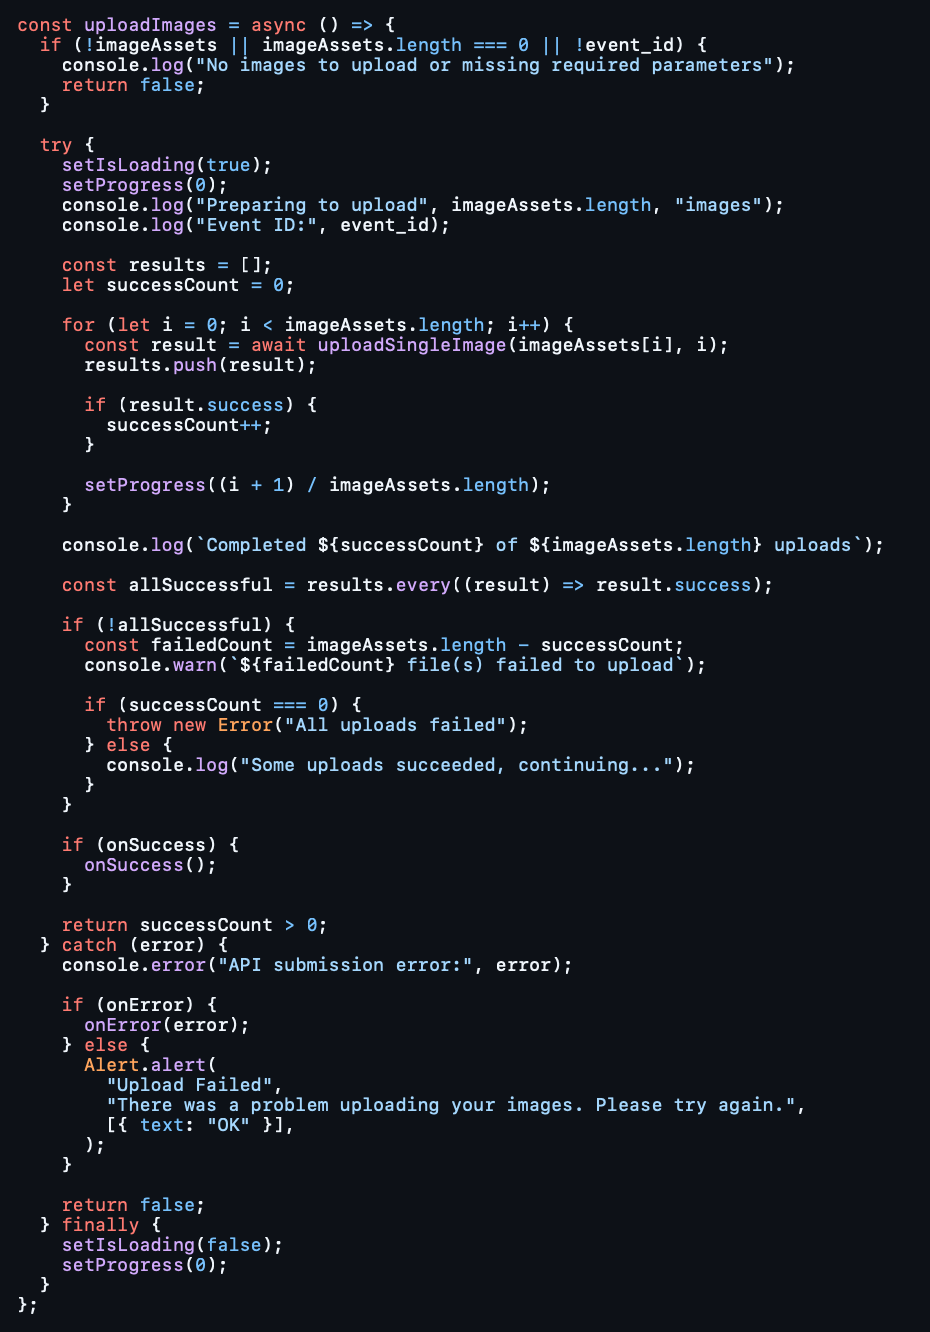 const uploadImages = async () => {
  if (!imageAssets || imageAssets.length === 0 || !event_id) {
    console.log("No images to upload or missing required parameters");
    return false;
  }

  try {
    setIsLoading(true);
    setProgress(0);
    console.log("Preparing to upload", imageAssets.length, "images");
    console.log("Event ID:", event_id);

    const results = [];
    let successCount = 0;

    for (let i = 0; i < imageAssets.length; i++) {
      const result = await uploadSingleImage(imageAssets[i], i);
      results.push(result);

      if (result.success) {
        successCount++;
      }

      setProgress((i + 1) / imageAssets.length);
    }

    console.log(`Completed ${successCount} of ${imageAssets.length} uploads`);

    const allSuccessful = results.every((result) => result.success);

    if (!allSuccessful) {
      const failedCount = imageAssets.length - successCount;
      console.warn(`${failedCount} file(s) failed to upload`);

      if (successCount === 0) {
        throw new Error("All uploads failed");
      } else {
        console.log("Some uploads succeeded, continuing...");
      }
    }

    if (onSuccess) {
      onSuccess();
    }

    return successCount > 0;
  } catch (error) {
    console.error("API submission error:", error);

    if (onError) {
      onError(error);
    } else {
      Alert.alert(
        "Upload Failed",
        "There was a problem uploading your images. Please try again.",
        [{ text: "OK" }],
      );
    }

    return false;
  } finally {
    setIsLoading(false);
    setProgress(0);
  }
};